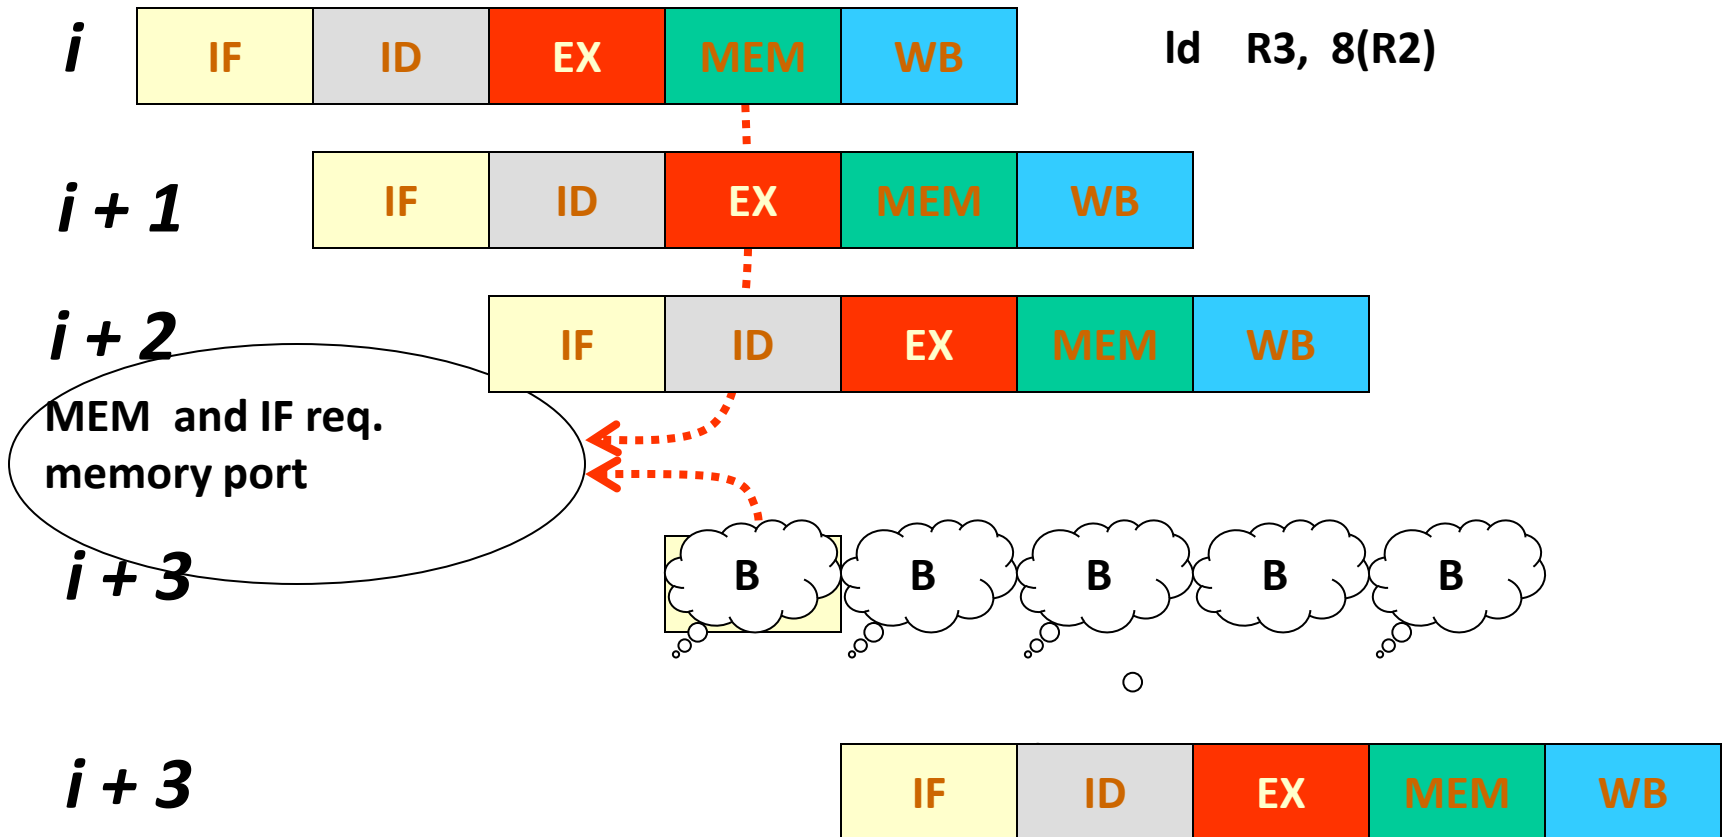 i IF ID EX MEM WB ld R3, 8(R2)
i + 1 IF ID EX MEM WB
i + 2 IF ID EX MEM WB
MEM and IF req.
memory port
i + 3 B B B B B
i + 3 IF ID EX MEM WB